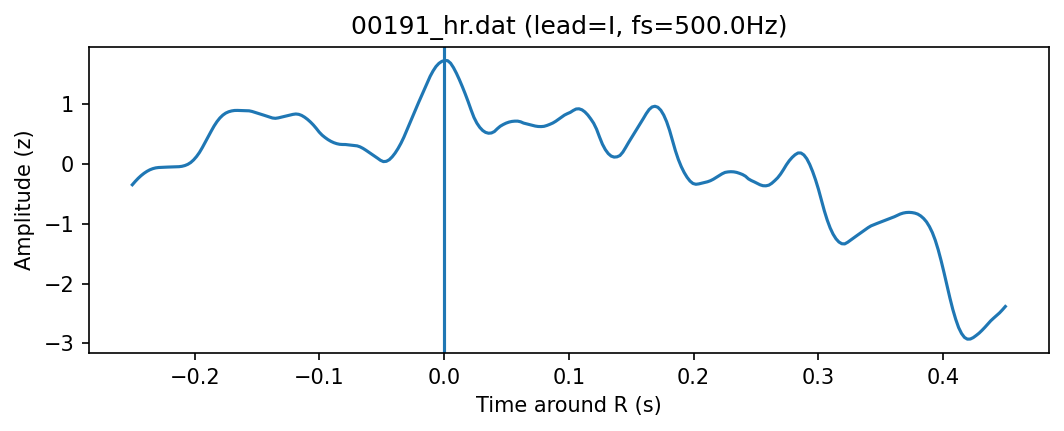 00191_hr.dat (lead=I, fs=500.0Hz)
Amplitude (z)
1
0
−1
−2
−3
−0.2 −0.1 0.0 0.1 0.2 0.3 0.4
Time around R (s)